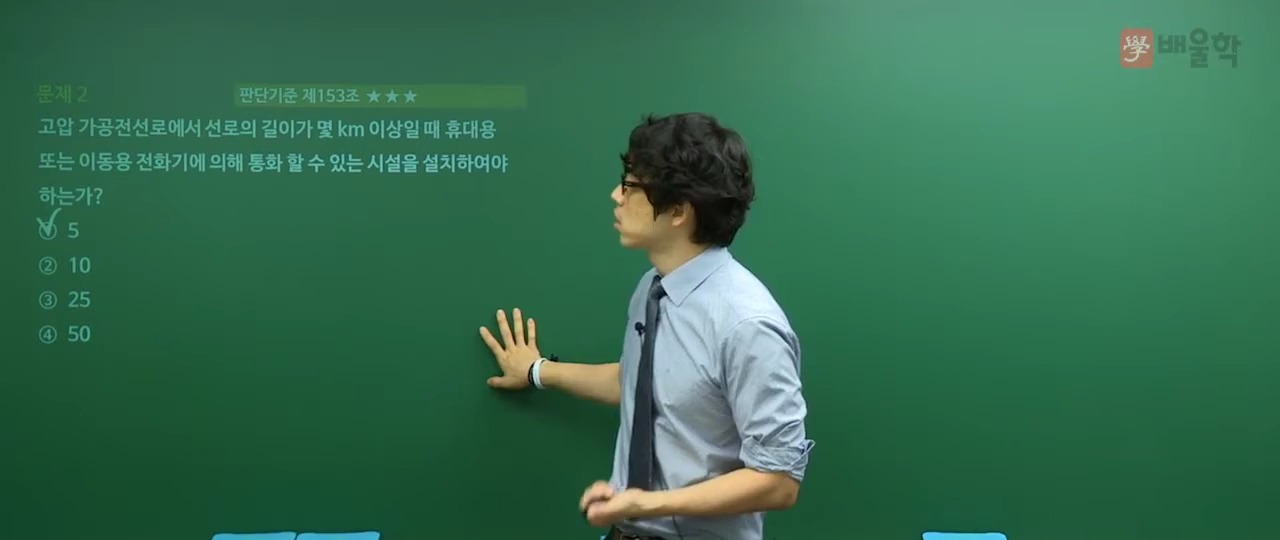 學 배울학
문제 2
판단기준 제153조 ★★★
고압 가공전선로에서 선로의 길이가 몇 km 이상일 때 휴대용
또는 이동용 전화기에 의해 통화 할 수 있는 시설을 설치하여야
하는가?
① 5
② 10
③ 25
④ 50